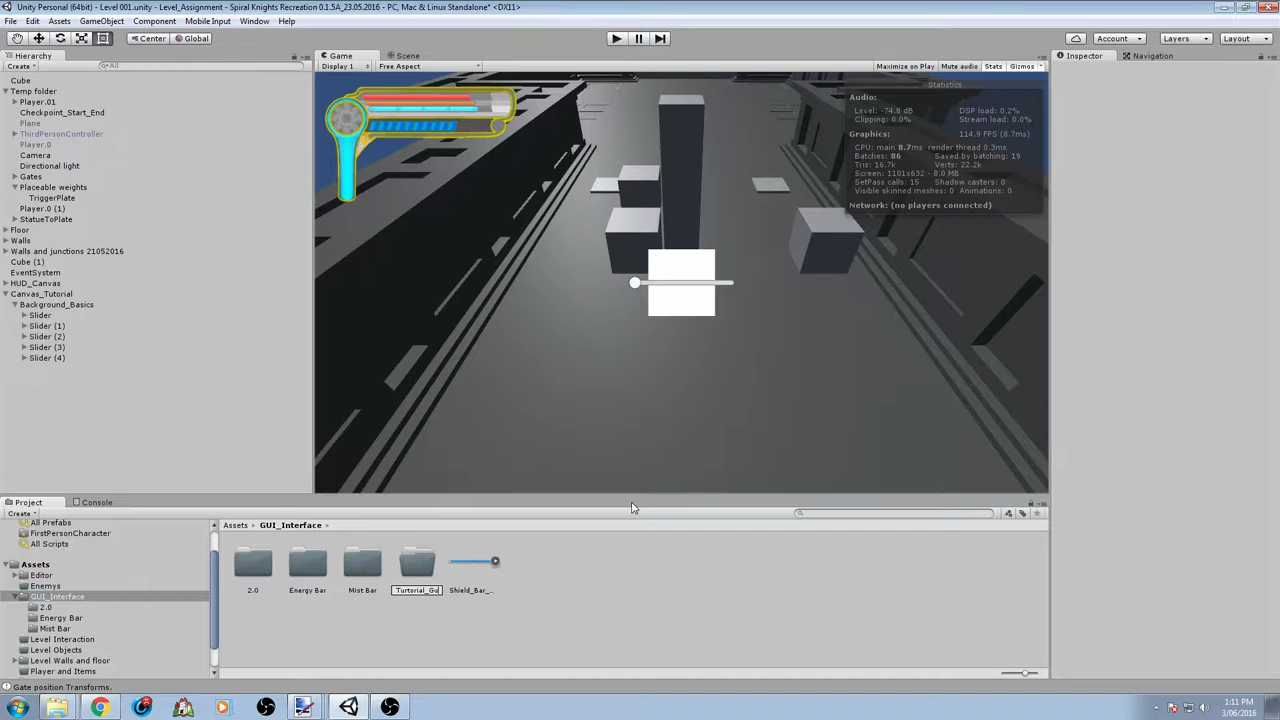 Unity Personal (64bit) - Level 001.unity - Level_Assignment - Spiral Knights Recreation 0.1.5A_23.05.2016 - PC, Mac & Linux Standalone* <DX11>
File Edit Assets GameObject Component Mobile Input Window Help
Center Global Account Layers Layout
Hierarchy Game Scene Inspector Navigation
Create All Display 1 Free Aspect Maximize on Play Mute audio Stats Gizmos
Cube
Temp folder
Player.01
Checkpoint_Start_End
Plane
ThirdPersonController
Player.0
Camera
Directional light
Gates
Placeable weights
TriggerPlate
Player.0 (1)
StatueToPlate
Floor
Walls
Walls and junctions 21052016
Cube (1)
EventSystem
HUD_Canvas
Canvas_Tutorial
Background_Basics
Slider
Slider (1)
Slider (2)
Slider (3)
Slider (4)
Statistics
Audio:
Level: -74.8 dB DSP load: 0.2%
Clipping: 0.0% Stream load: 0.0%
Graphics: 114.9 FPS (8.7ms)
CPU: main 8.7ms render thread 0.3ms
Batches: 86 Saved by batching: 19
Tris: 16.7k Verts: 22.2k
Screen: 1101x632 - 8.0 MB
SetPass calls: 15 Shadow casters: 0
Visible skinned meshes: 0 Animations: 0
Network: (no players connected)
Project Console
Create
All Prefabs
FirstPersonCharacter
All Scripts
Assets
Editor
Enemys
GUI_Interface
2.0
Energy Bar
Mist Bar
Level Interaction
Level Objects
Level Walls and floor
Player and Items
Assets GUI_Interface
2.0 Energy Bar Mist Bar Turtorial_Gu Shield_Bar_...
Gate position Transforms.
1:11 PM
3/06/2016